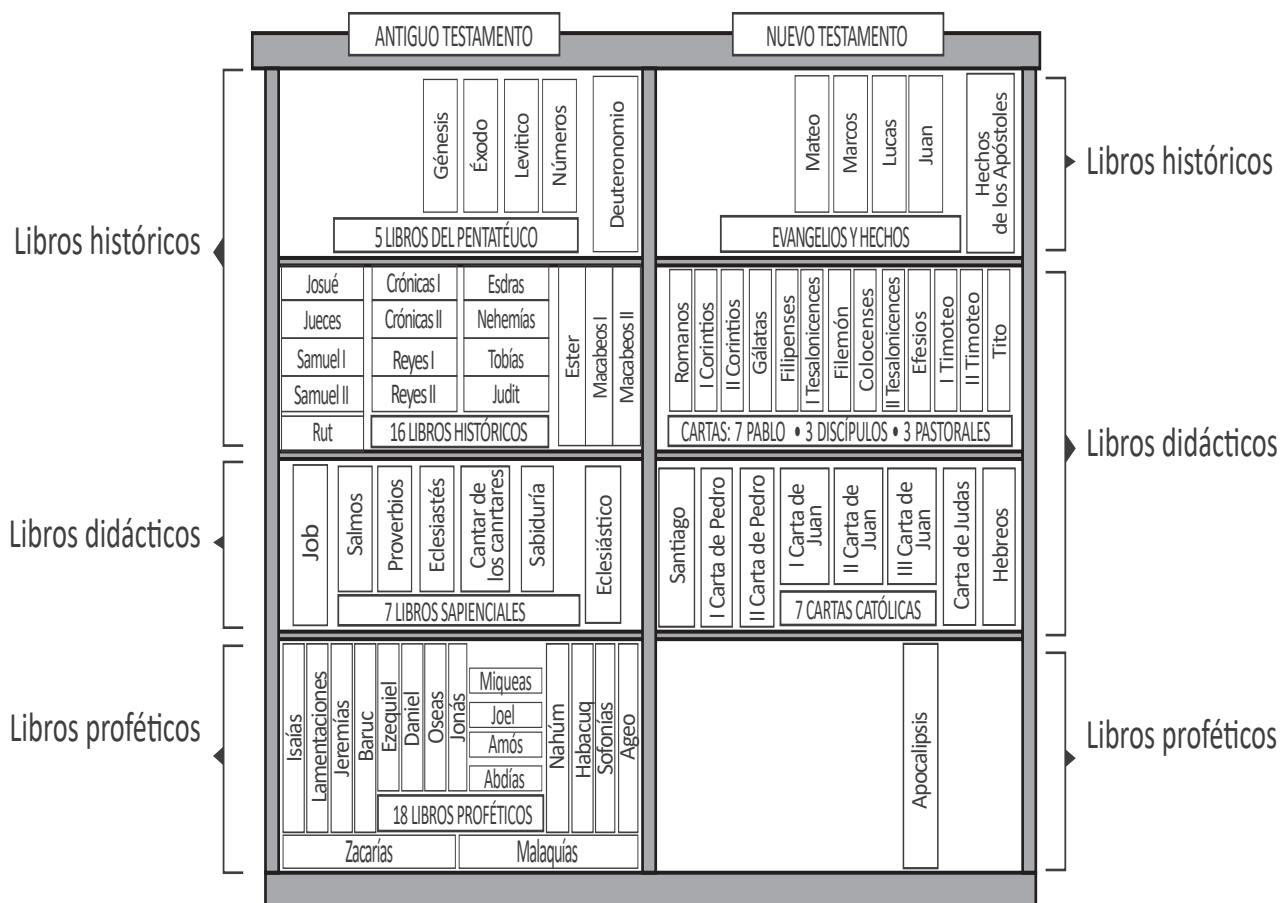 ANTIGUO TESTAMENTO
NUEVO TESTAMENTO
Libros históricos
Génesis
Éxodo
Levitico
Números
Deuteronomio
5 LIBROS DEL PENTATÉUCO
Josué
Jueces
Samuel I
Samuel II
Rut
Crónicas I
Crónicas II
Reyes I
Reyes II
Esdras
Nehemías
Tobías
Judit
Ester
Macabeos I
Macabeos II
16 LIBROS HISTÓRICOS
Libros didácticos
Job
Salmos
Proverbios
Eclesiastés
Cantar de
los canrtares
Sabiduría
Eclesiástico
7 LIBROS SAPIENCIALES
Libros proféticos
Isaías
Lamentaciones
Jeremías
Baruc
Ezequiel
Daniel
Oseas
Jonás
Miqueas
Joel
Amós
Abdías
Nahúm
Habacuq
Sofonías
Ageo
18 LIBROS PROFÉTICOS
Zacarías
Malaquías
Mateo
Marcos
Lucas
Juan
Hechos
de los Apóstoles
EVANGELIOS Y HECHOS
Libros históricos
Romanos
I Corintios
II Corintios
Gálatas
Filipenses
I Tesalonicences
Filemón
Colocenses
II Tesalonicences
Efesios
I Timoteo
II Timoteo
Tito
CARTAS: 7 PABLO • 3 DISCÍPULOS • 3 PASTORALES
Libros didácticos
Santiago
I Carta de Pedro
II Carta de Pedro
I Carta de
Juan
II Carta de
Juan
III Carta de
Juan
Carta de Judas
Hebreos
7 CARTAS CATÓLICAS
Apocalipsis
Libros proféticos